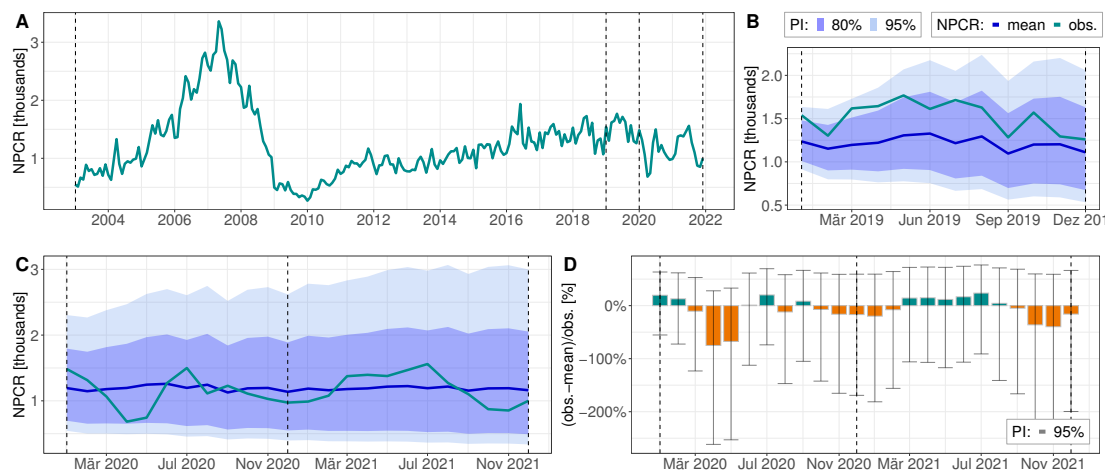 A
NPCR [thousands]
3
2
1
2004 2006 2008 2010 2012 2014 2016 2018 2020 2022
B
PI: 80% 95%
NPCR: mean obs.
NPCR [thousands]
2.0
1.5
1.0
0.5
Mär 2019 Jun 2019 Sep 2019 Dez 201
C
NPCR [thousands]
3
2
1
Mär 2020 Jul 2020 Nov 2020 Mär 2021 Jul 2021 Nov 2021
D
(obs.−mean)/obs. [%]
0%
−100%
−200%
PI: 95%
Mär 2020 Jul 2020 Nov 2020 Mär 2021 Jul 2021 Nov 2021